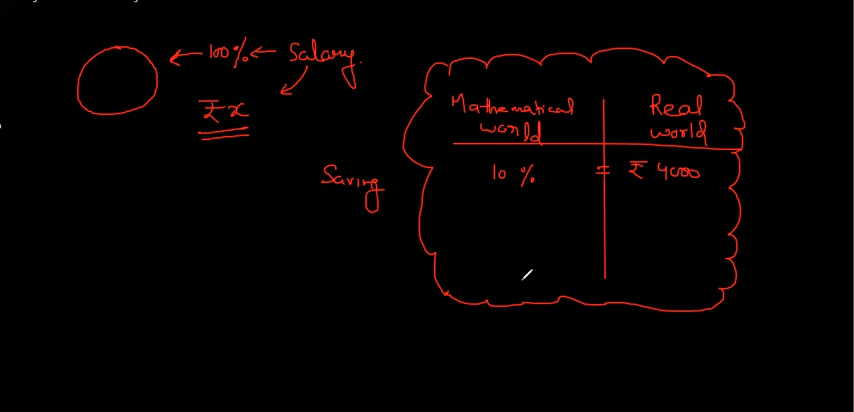 100% Salary.
₹ x
Mathematical world
Real world
Saving
10 % = ₹ 4000